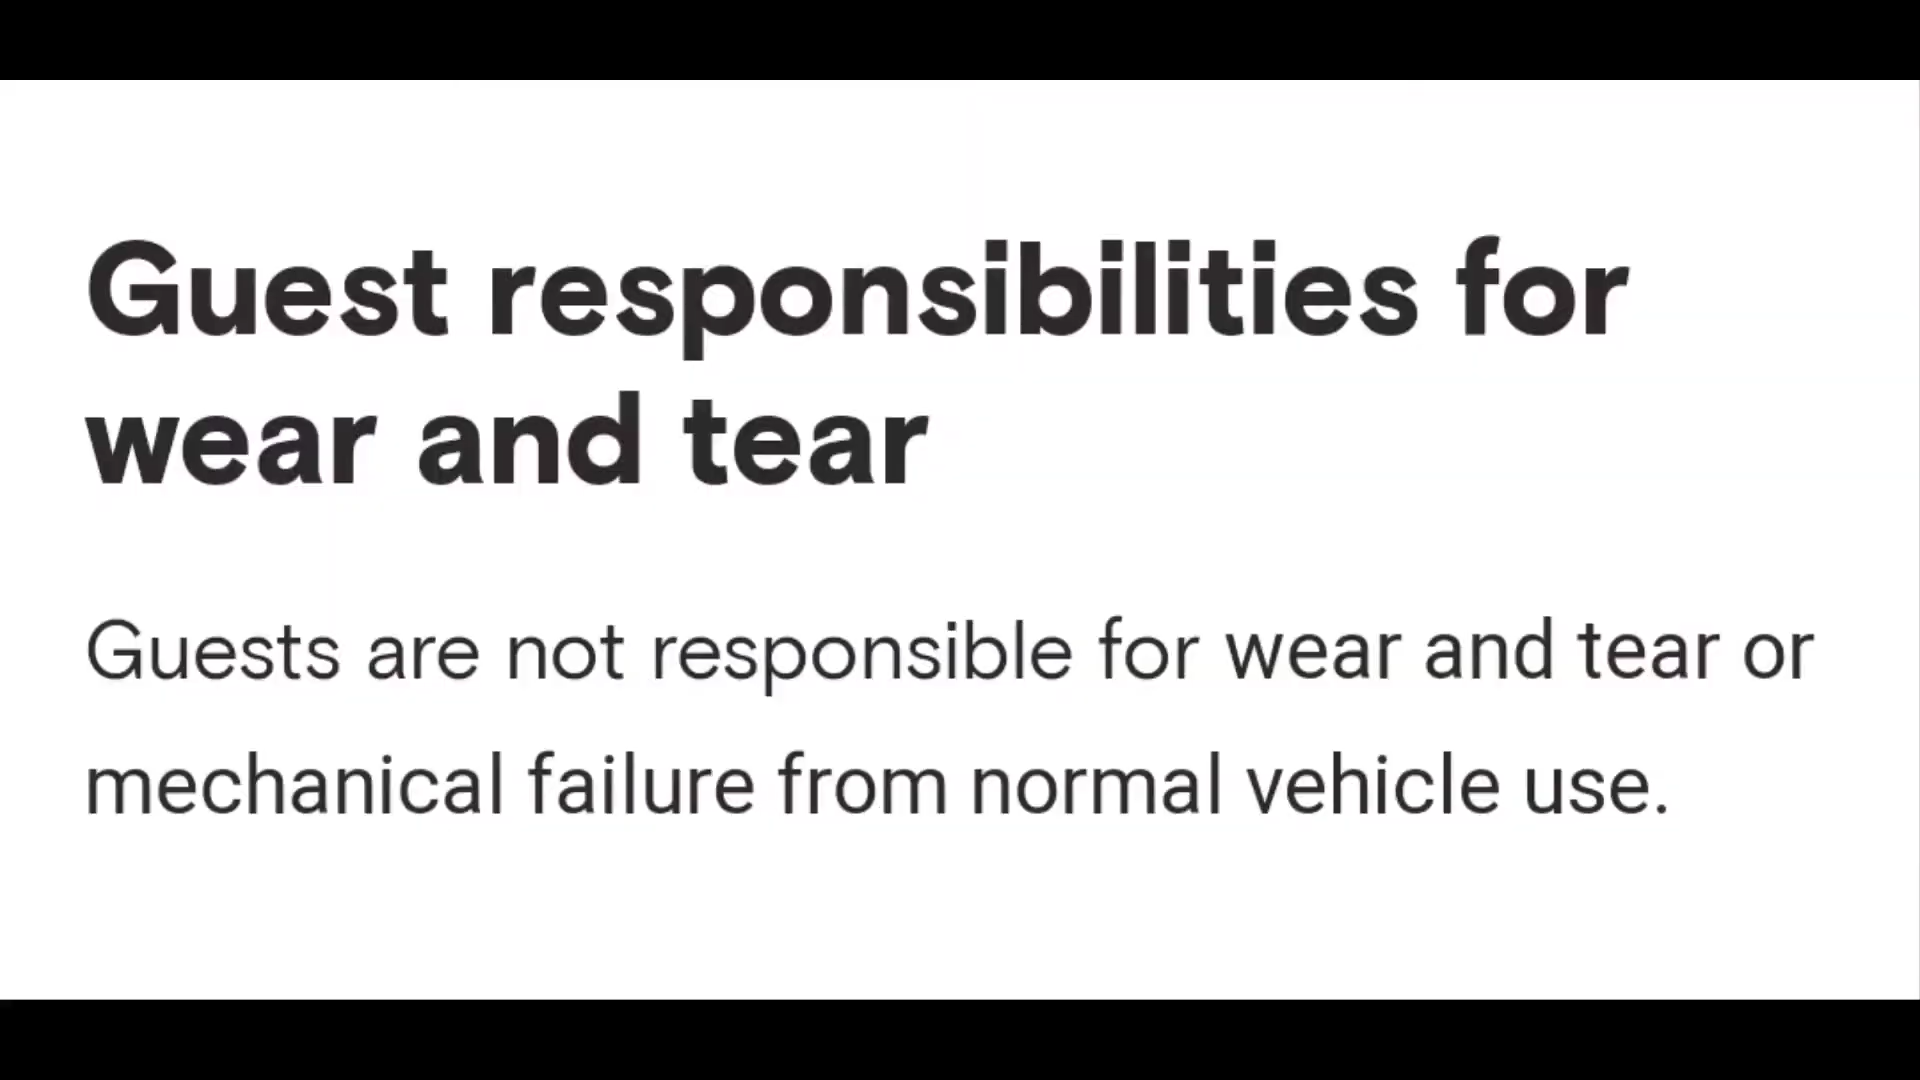 Guest responsibilities for
wear and tear
Guests are not responsible for wear and tear or
mechanical failure from normal vehicle use.